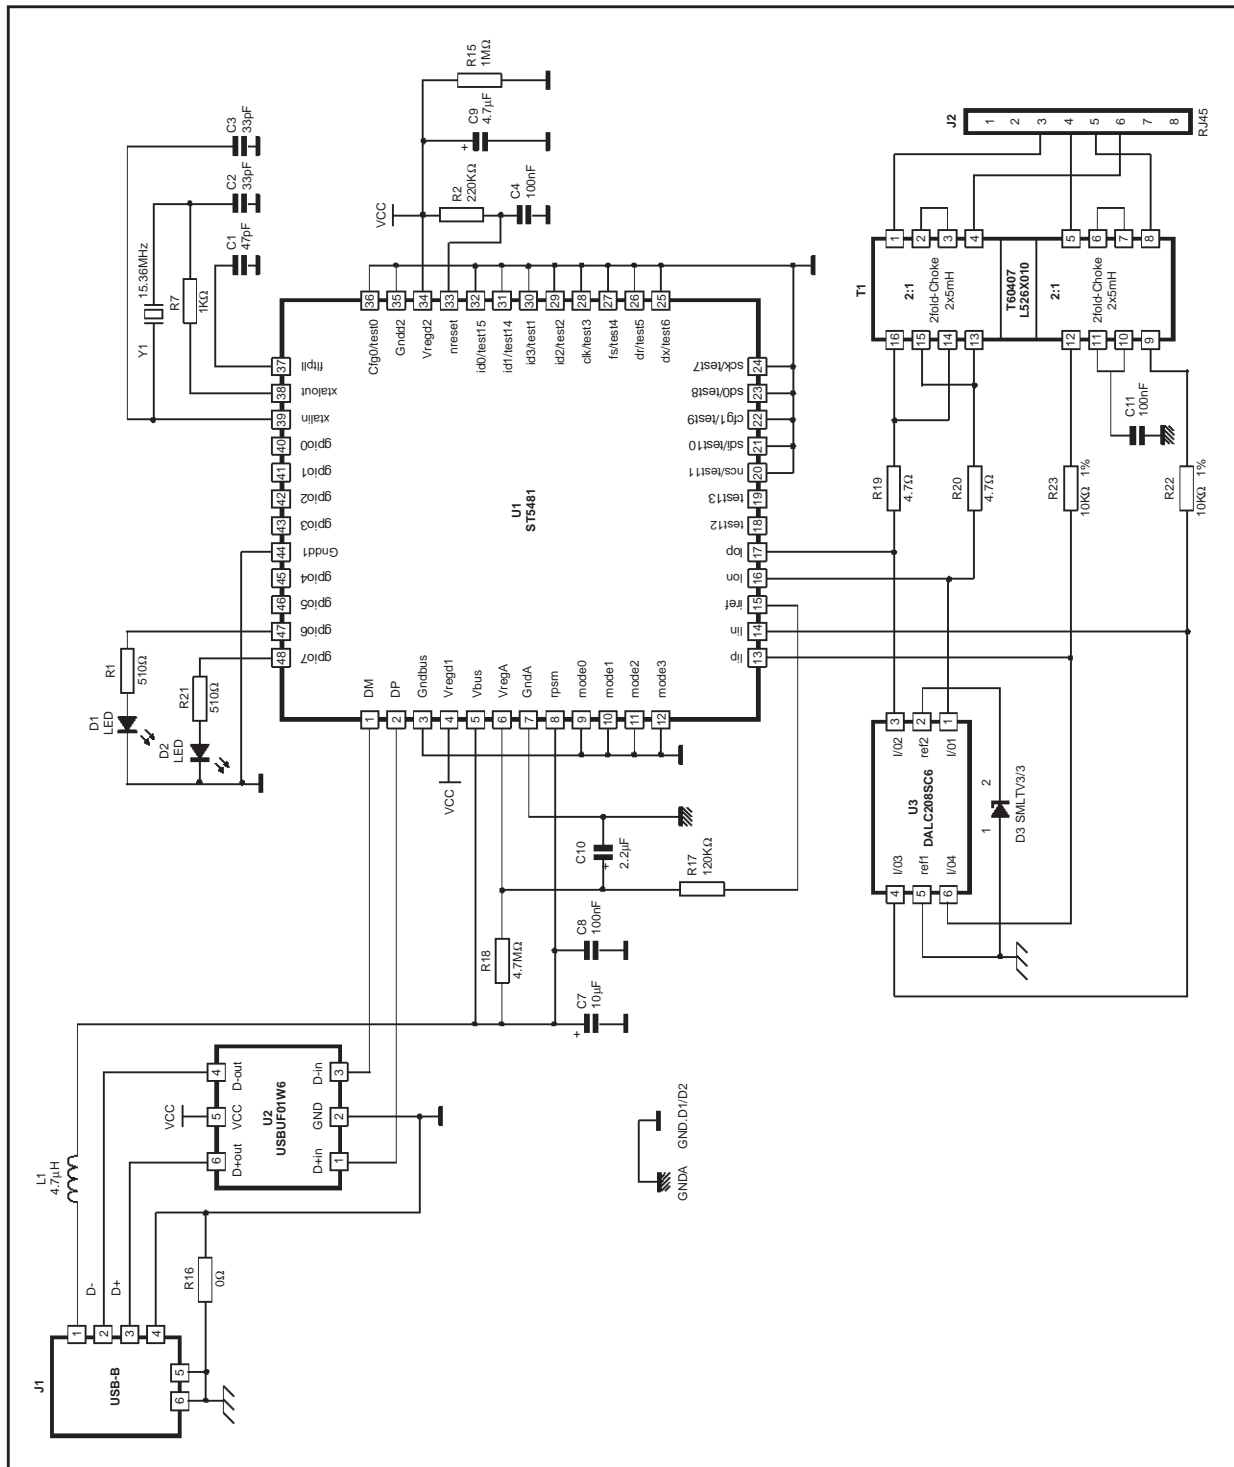 R15
1MΩ
C9
4.7µF
+
R2
220KΩ
C4
100nF
VCC
C3
33pF
C2
33pF
C1
47pF
15.36MHz
Y1
R7
1KΩ
J2
1
2
3
4
5
6
7
8
RJ45
36
35
34
33
32
31
30
29
28
27
26
25
Cfg0/test0
Gndd2
Vregd2
nreset
id0/test15
id1/test14
id3/test1
id2/test2
clk/test3
fs/test4
dr/test5
dx/test6
37
38
39
40
41
42
43
44
45
46
47
48
fltpll
xtalout
xtalin
gpio0
gpio1
gpio2
gpio3
Gndd1
gpio4
gpio5
gpio6
gpio7
U1
ST5481
24
23
22
21
20
19
18
17
16
15
14
13
sck/test7
sd0/test8
cfg1/test9
sdi/test10
ncs/test11
test13
test12
lop
lon
iref
lin
lip
DM
DP
Gndbus
Vregd1
Vbus
VregA
GndA
rpsm
mode0
mode1
mode2
mode3
1
2
3
4
5
6
7
8
9
10
11
12
R1
510Ω
R21
510Ω
D1
LED
D2
LED
VCC
C10
2.2µF
+
R17
120KΩ
R18
4.7MΩ
C8
100nF
C7
10µF
+
T1
1
2
3
4
5
6
7
8
2:1
2fold-Choke
2x5mH
T60407
L526X010
2:1
2fold-Choke
2x5mH
16
15
14
13
12
11
10
9
C11
100nF
R19
4.7Ω
R20
4.7Ω
R23
10KΩ 1%
R22
10KΩ 1%
3
2
1
I/02
ref2
I/01
U3
DALC208SC6
I/03
ref1
I/04
4
5
6
2
1
D3 SMLTV3/3
L1
4.7µH
VCC
4
5
6
D-out
VCC
D+out
U2
USBUF01W6
D-in
GND
D+in
3
2
1
GND.D1/D2
GNDA
D-
D+
R16
0Ω
J1
USB-B
1
2
3
4
5
6